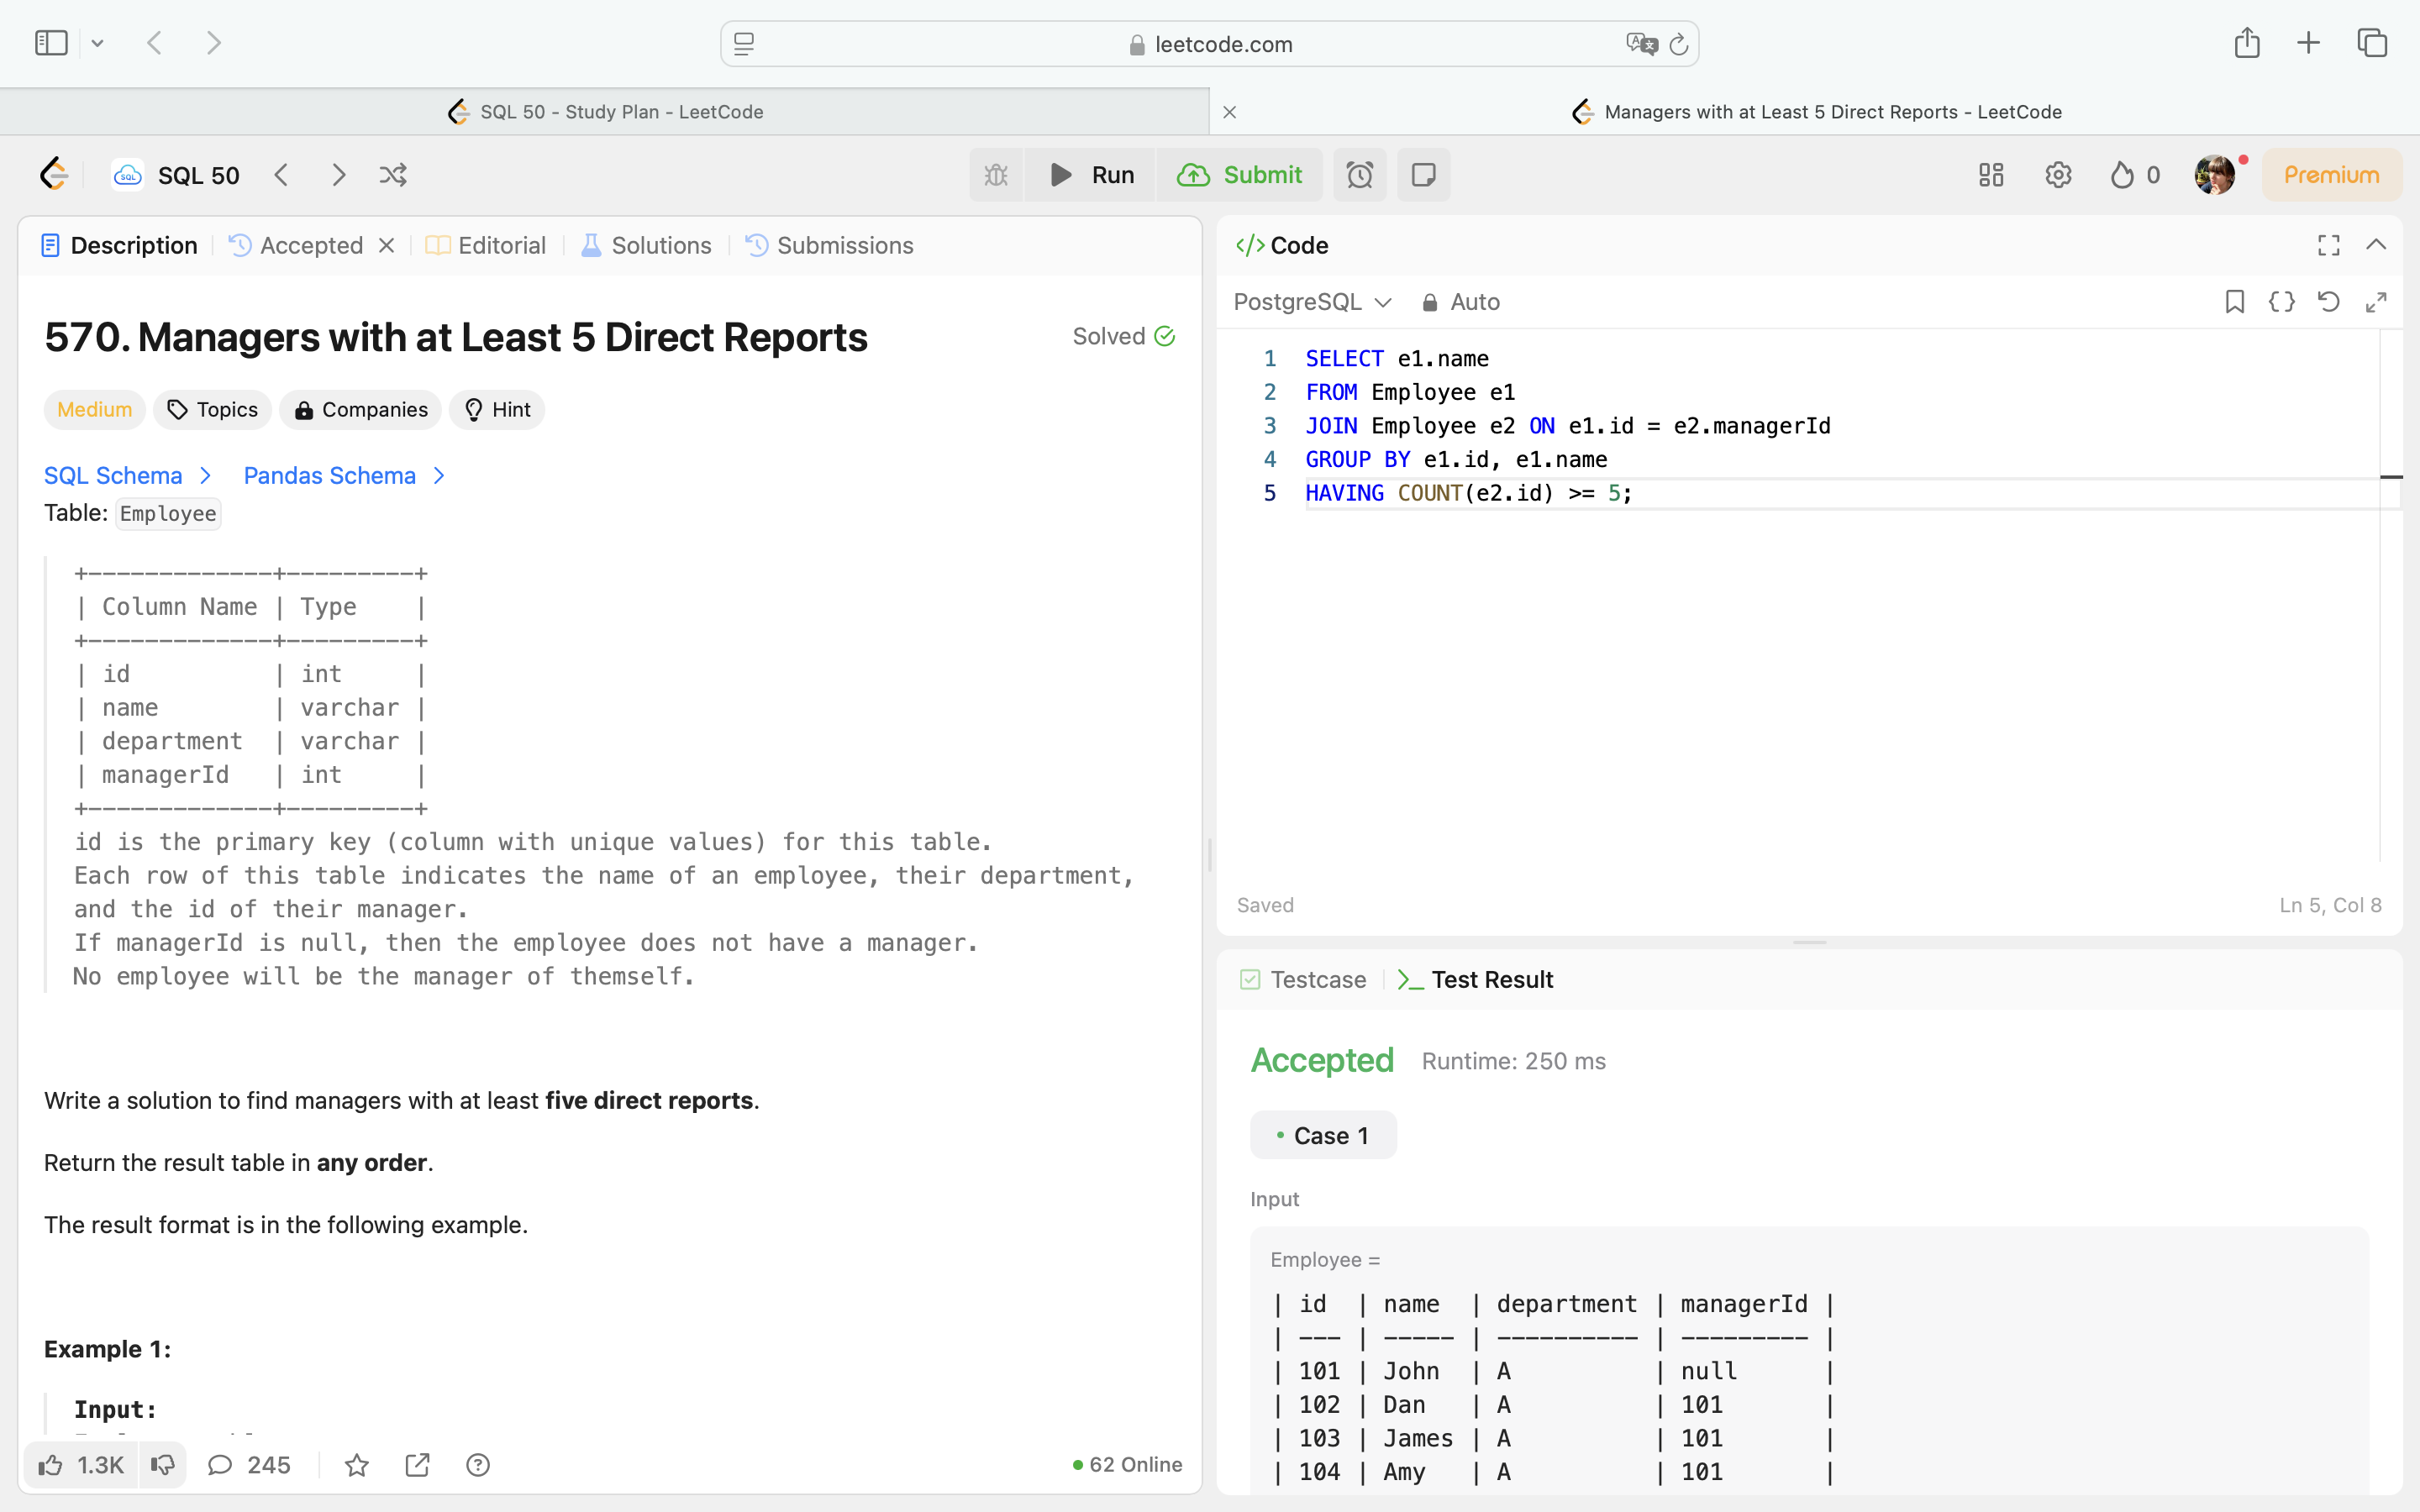 leetcode.com
SQL 50 - Study Plan - LeetCode
Managers with at Least 5 Direct Reports - LeetCode
SQL 50
Run
Submit
0
Premium
Description
Accepted
Editorial
Solutions
Submissions
570. Managers with at Least 5 Direct Reports
Solved
Medium
Topics
Companies
Hint
SQL Schema
Pandas Schema
Table: Employee
+-------------+---------+
| Column Name | Type    |
+-------------+---------+
| id          | int     |
| name        | varchar |
| department  | varchar |
| managerId   | int     |
+-------------+---------+
id is the primary key (column with unique values) for this table.
Each row of this table indicates the name of an employee, their department,
and the id of their manager.
If managerId is null, then the employee does not have a manager.
No employee will be the manager of themself.
Write a solution to find managers with at least five direct reports.
Return the result table in any order.
The result format is in the following example.
Example 1:
Input:
1.3K
245
62 Online
</> Code
PostgreSQL
Auto
1 SELECT e1.name
2 FROM Employee e1
3 JOIN Employee e2 ON e1.id = e2.managerId
4 GROUP BY e1.id, e1.name
5 HAVING COUNT(e2.id) >= 5;
Saved
Ln 5, Col 8
Testcase
Test Result
Accepted
Runtime: 250 ms
Case 1
Input
Employee =
| id  | name  | department | managerId |
| --- | ----- | ---------- | --------- |
| 101 | John  | A          | null      |
| 102 | Dan   | A          | 101       |
| 103 | James | A          | 101       |
| 104 | Amy   | A          | 101       |